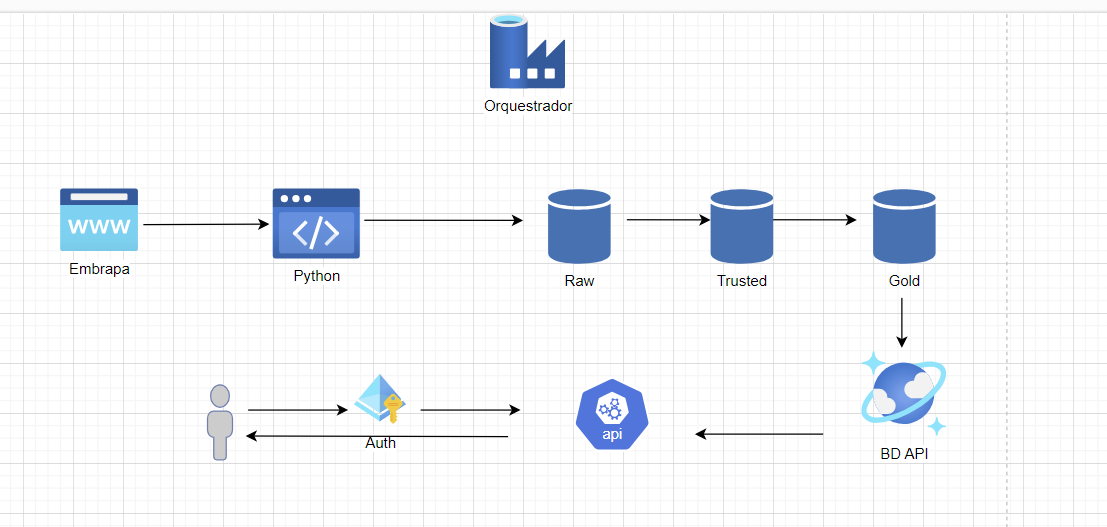 Orquestrador
WWW
</>
Embrapa
Python
Raw
Trusted
Gold
api
Auth
BD API